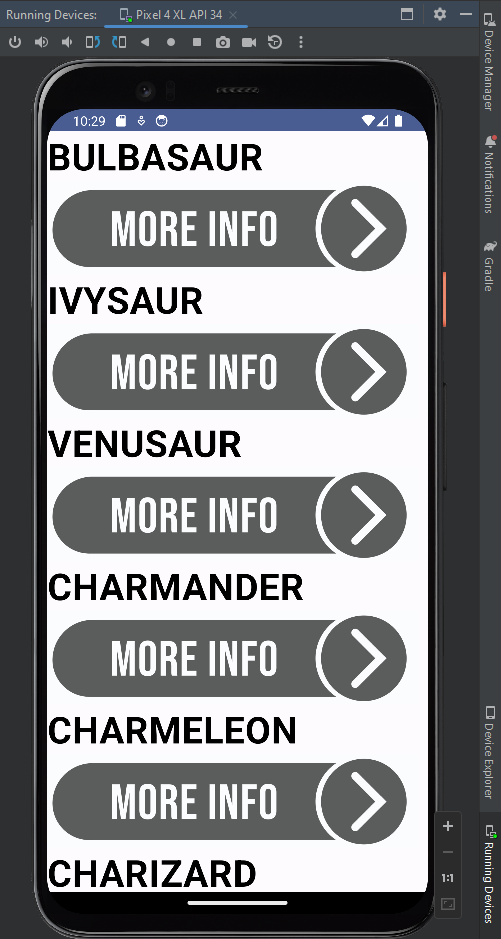 Running Devices:
Pixel 4 XL API 34
10:29
BULBASAUR
MORE INFO
IVYSAUR
MORE INFO
VENUSAUR
MORE INFO
CHARMANDER
MORE INFO
CHARMELEON
MORE INFO
CHARIZARD
Device Manager
Notifications
Gradle
Device Explorer
Running Devices
1:1